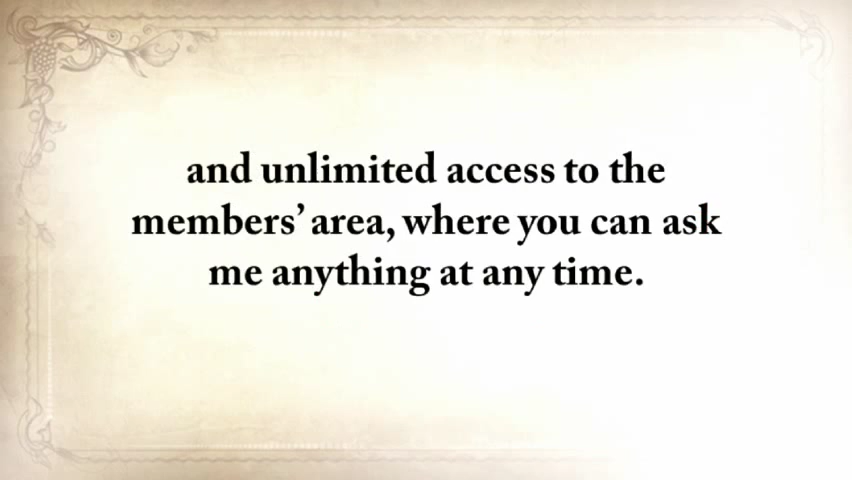 and unlimited access to the
members’ area, where you can ask
me anything at any time.